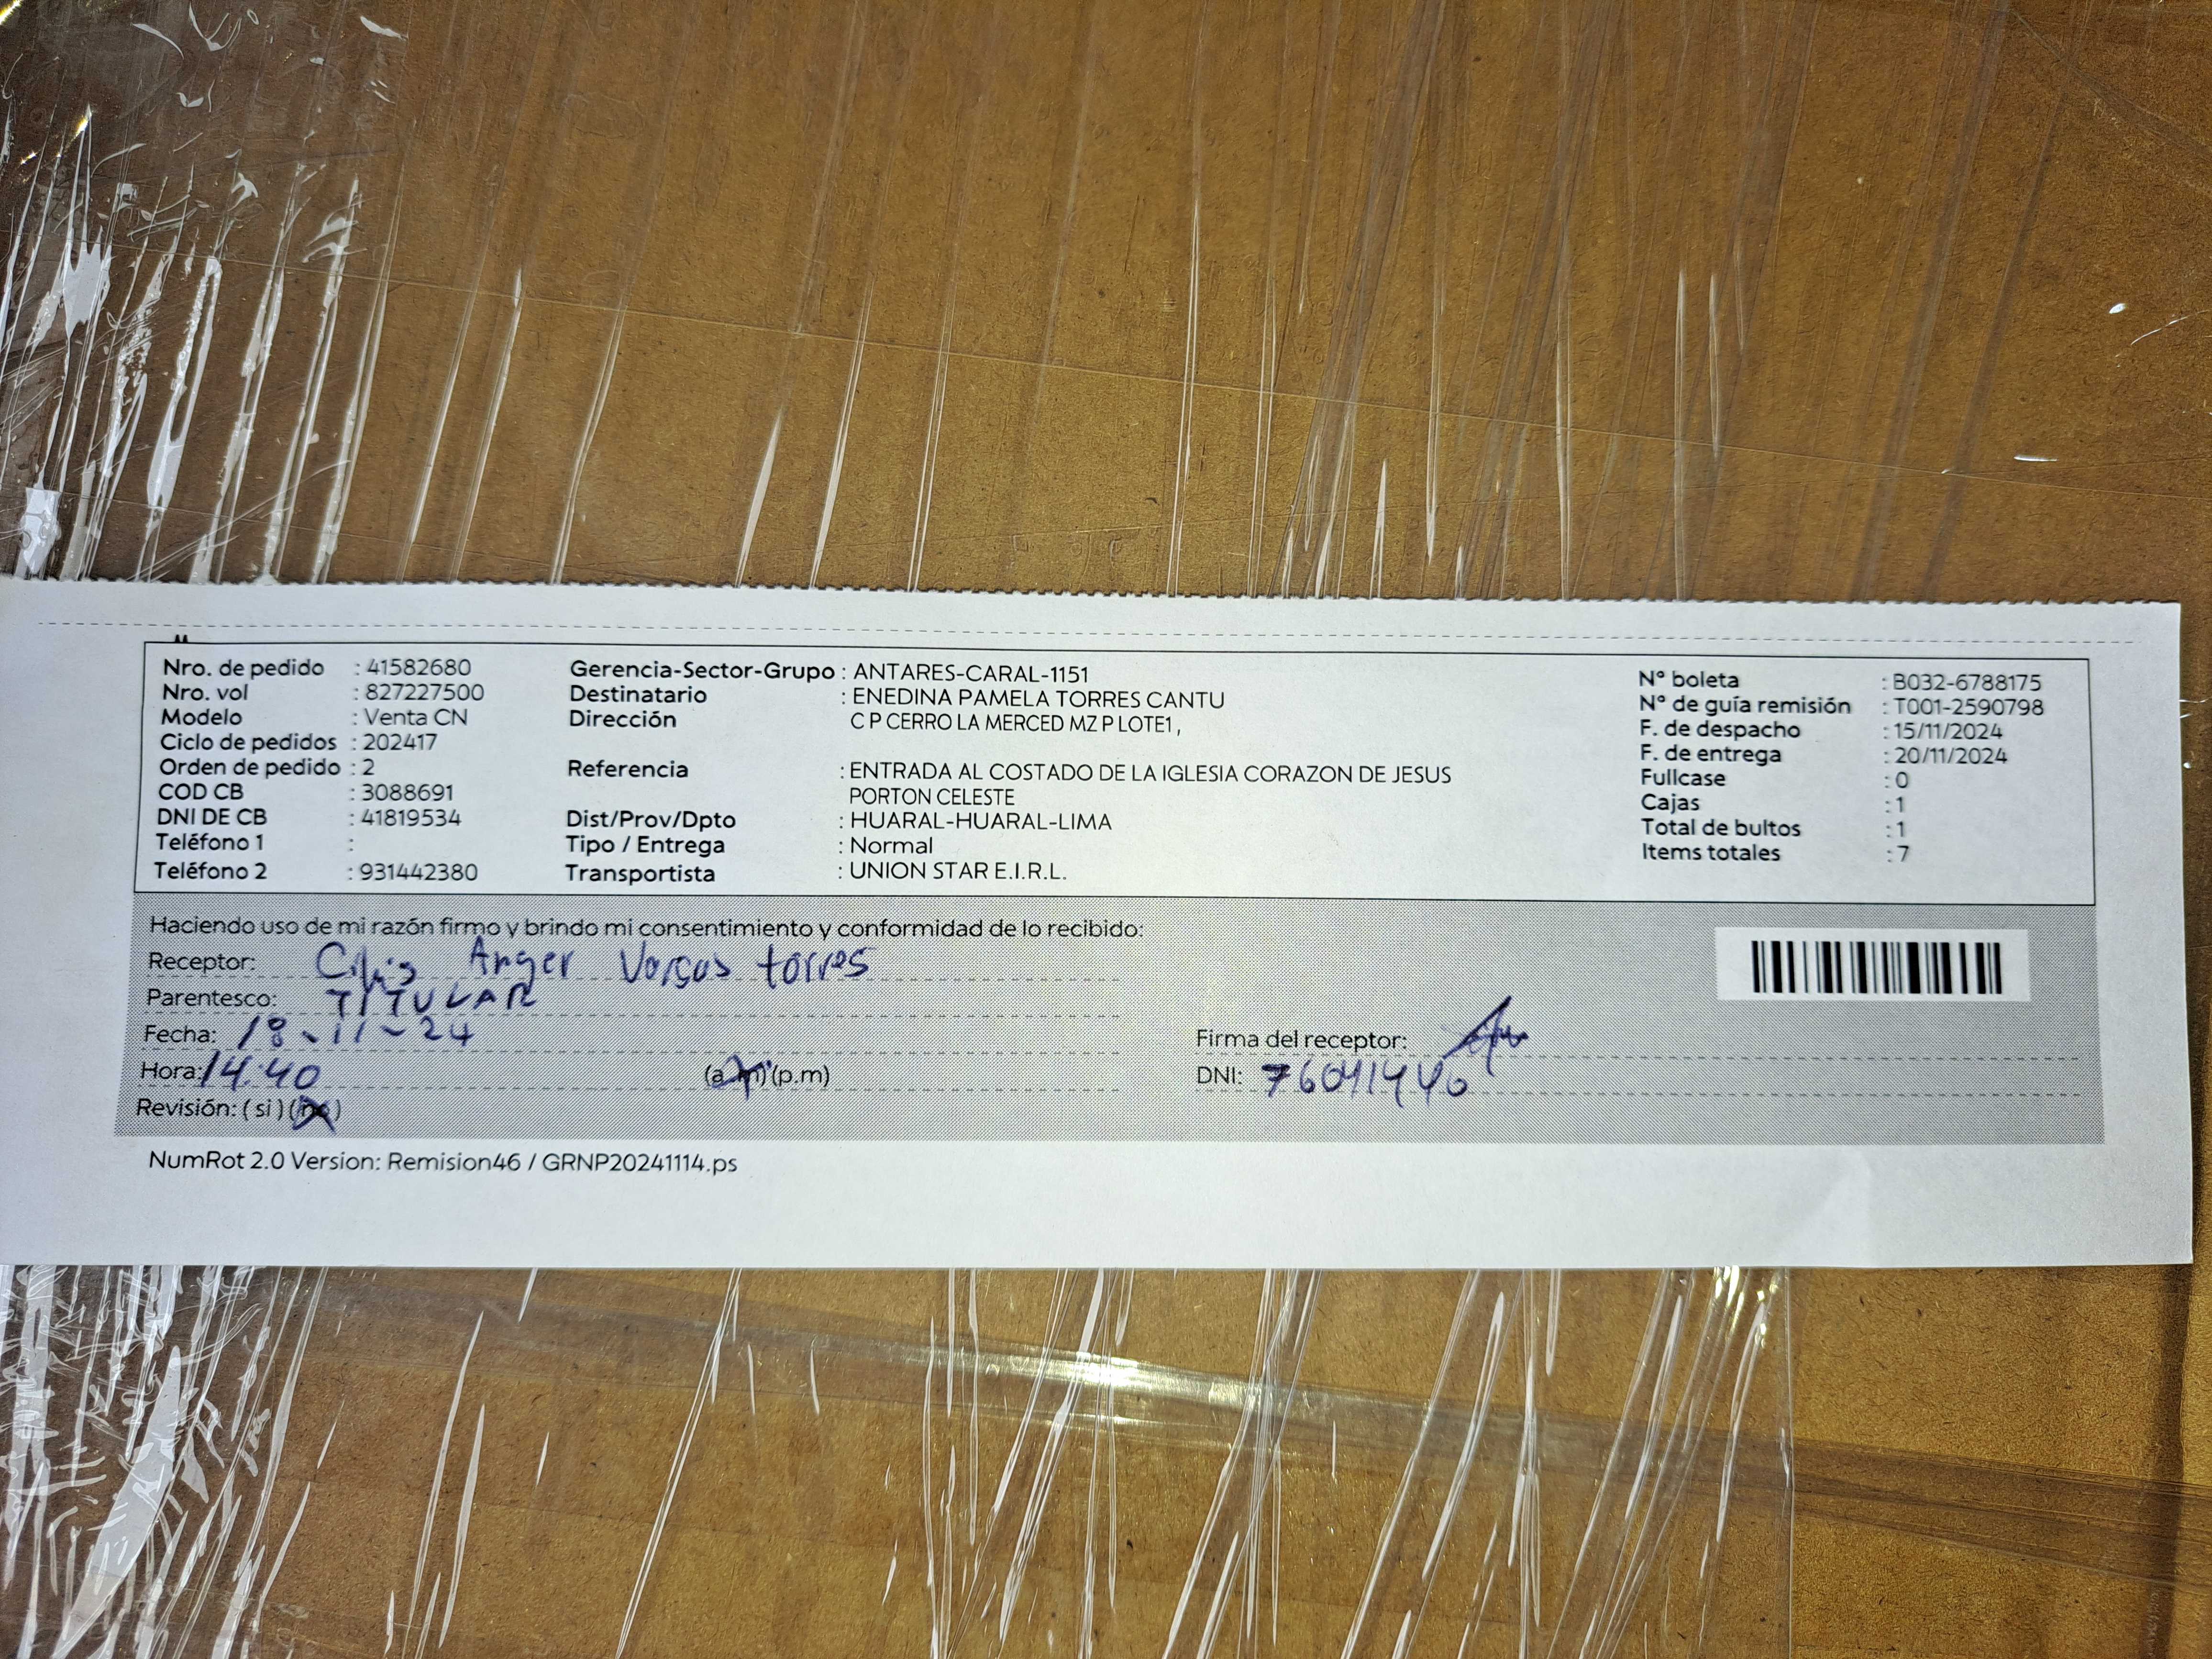 Nro. de pedido : 41582680
Nro. vol : 827227500
Modelo : Venta CN
Ciclo de pedidos : 202417
Orden de pedido : 2
COD CB : 3088691
DNI DE CB : 41819534
Teléfono 1 :
Teléfono 2 : 931442380
Gerencia-Sector-Grupo : ANTARES-CARAL-1151
Destinatario : ENEDINA PAMELA TORRES CANTU
Dirección C P CERRO LA MERCED MZ P LOTE1 ,
Referencia : ENTRADA AL COSTADO DE LA IGLESIA CORAZON DE JESUS
PORTON CELESTE
Dist/Prov/Dpto : HUARAL-HUARAL-LIMA
Tipo / Entrega : Normal
Transportista : UNION STAR E.I.R.L.
N° boleta : B032-6788175
N° de guía remisión : T001-2590798
F. de despacho : 15/11/2024
F. de entrega : 20/11/2024
Fullcase : 0
Cajas : 1
Total de bultos : 1
Items totales : 7
Haciendo uso de mi razón firmo y brindo mi consentimiento y conformidad de lo recibido:
Receptor: Anger Vargas torres
Parentesco: TITULAR
Fecha: 18-11-24
Hora: 14:40 (a.m) (p.m)
Revisión: ( si ) (no)
Firma del receptor:
DNI: 76041440
NumRot 2.0 Version: Remision46 / GRNP20241114.ps